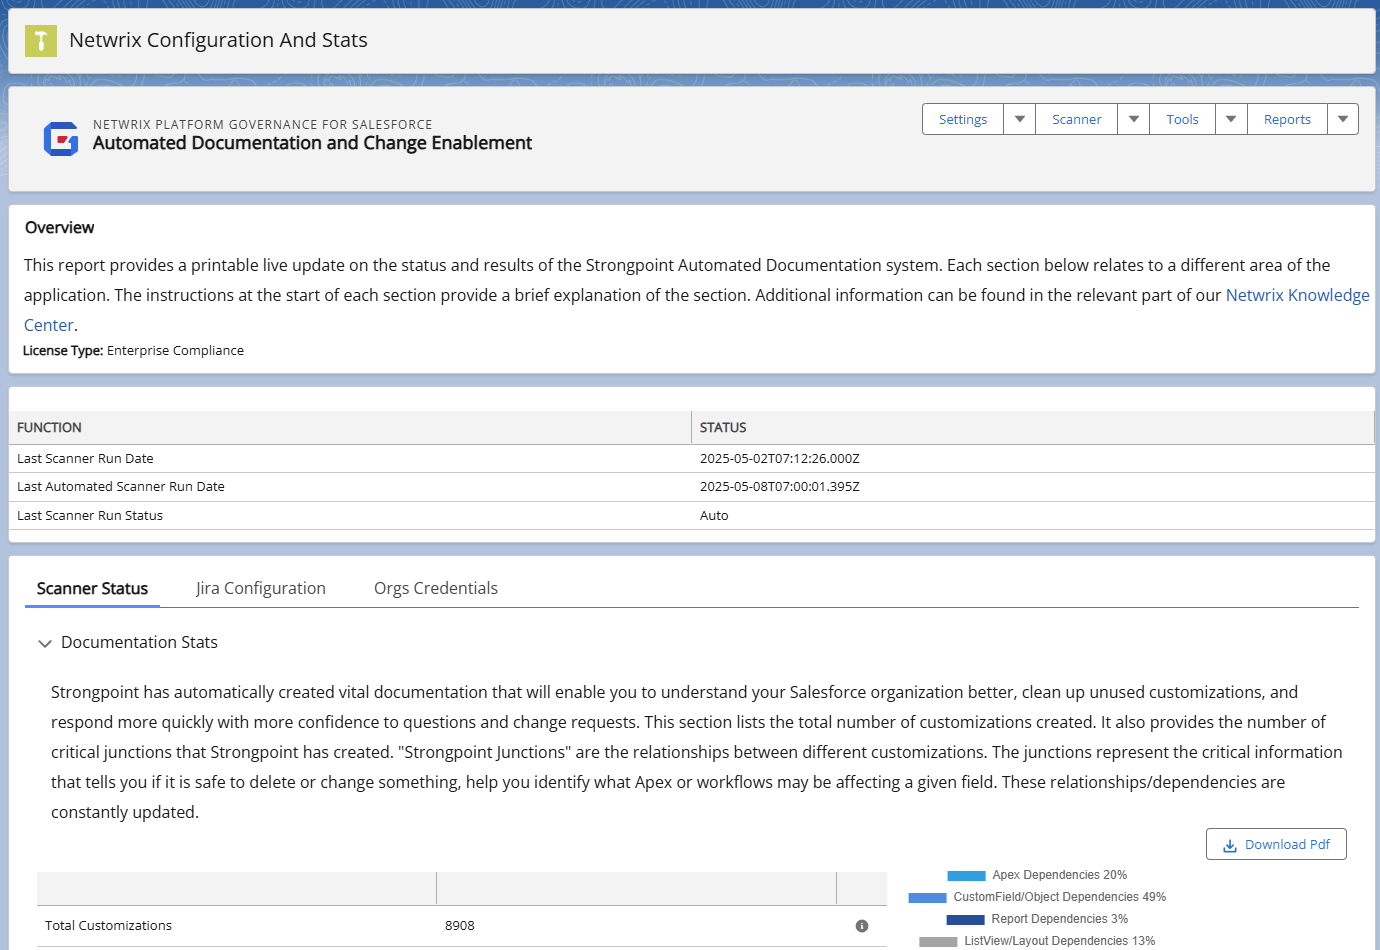 Netwrix Configuration And Stats
NETWRIX PLATFORM GOVERNANCE FOR SALESFORCE
Automated Documentation and Change Enablement
Settings Scanner Tools Reports
Overview
This report provides a printable live update on the status and results of the Strongpoint Automated Documentation system. Each section below relates to a different area of the
application. The instructions at the start of each section provide a brief explanation of the section. Additional information can be found in the relevant part of our Netwrix Knowledge
Center.
License Type: Enterprise Compliance
FUNCTION STATUS
Last Scanner Run Date 2025-05-02T07:12:26.000Z
Last Automated Scanner Run Date 2025-05-08T07:00:01.395Z
Last Scanner Run Status Auto
Scanner Status Jira Configuration Orgs Credentials
Documentation Stats
Strongpoint has automatically created vital documentation that will enable you to understand your Salesforce organization better, clean up unused customizations, and
respond more quickly with more confidence to questions and change requests. This section lists the total number of customizations created. It also provides the number of
critical junctions that Strongpoint has created. "Strongpoint Junctions" are the relationships between different customizations. The junctions represent the critical information
that tells you if it is safe to delete or change something, help you identify what Apex or workflows may be affecting a given field. These relationships/dependencies are
constantly updated.
Download Pdf
Apex Dependencies 20%
CustomField/Object Dependencies 49%
Report Dependencies 3%
Total Customizations 8908
ListView/Layout Dependencies 13%